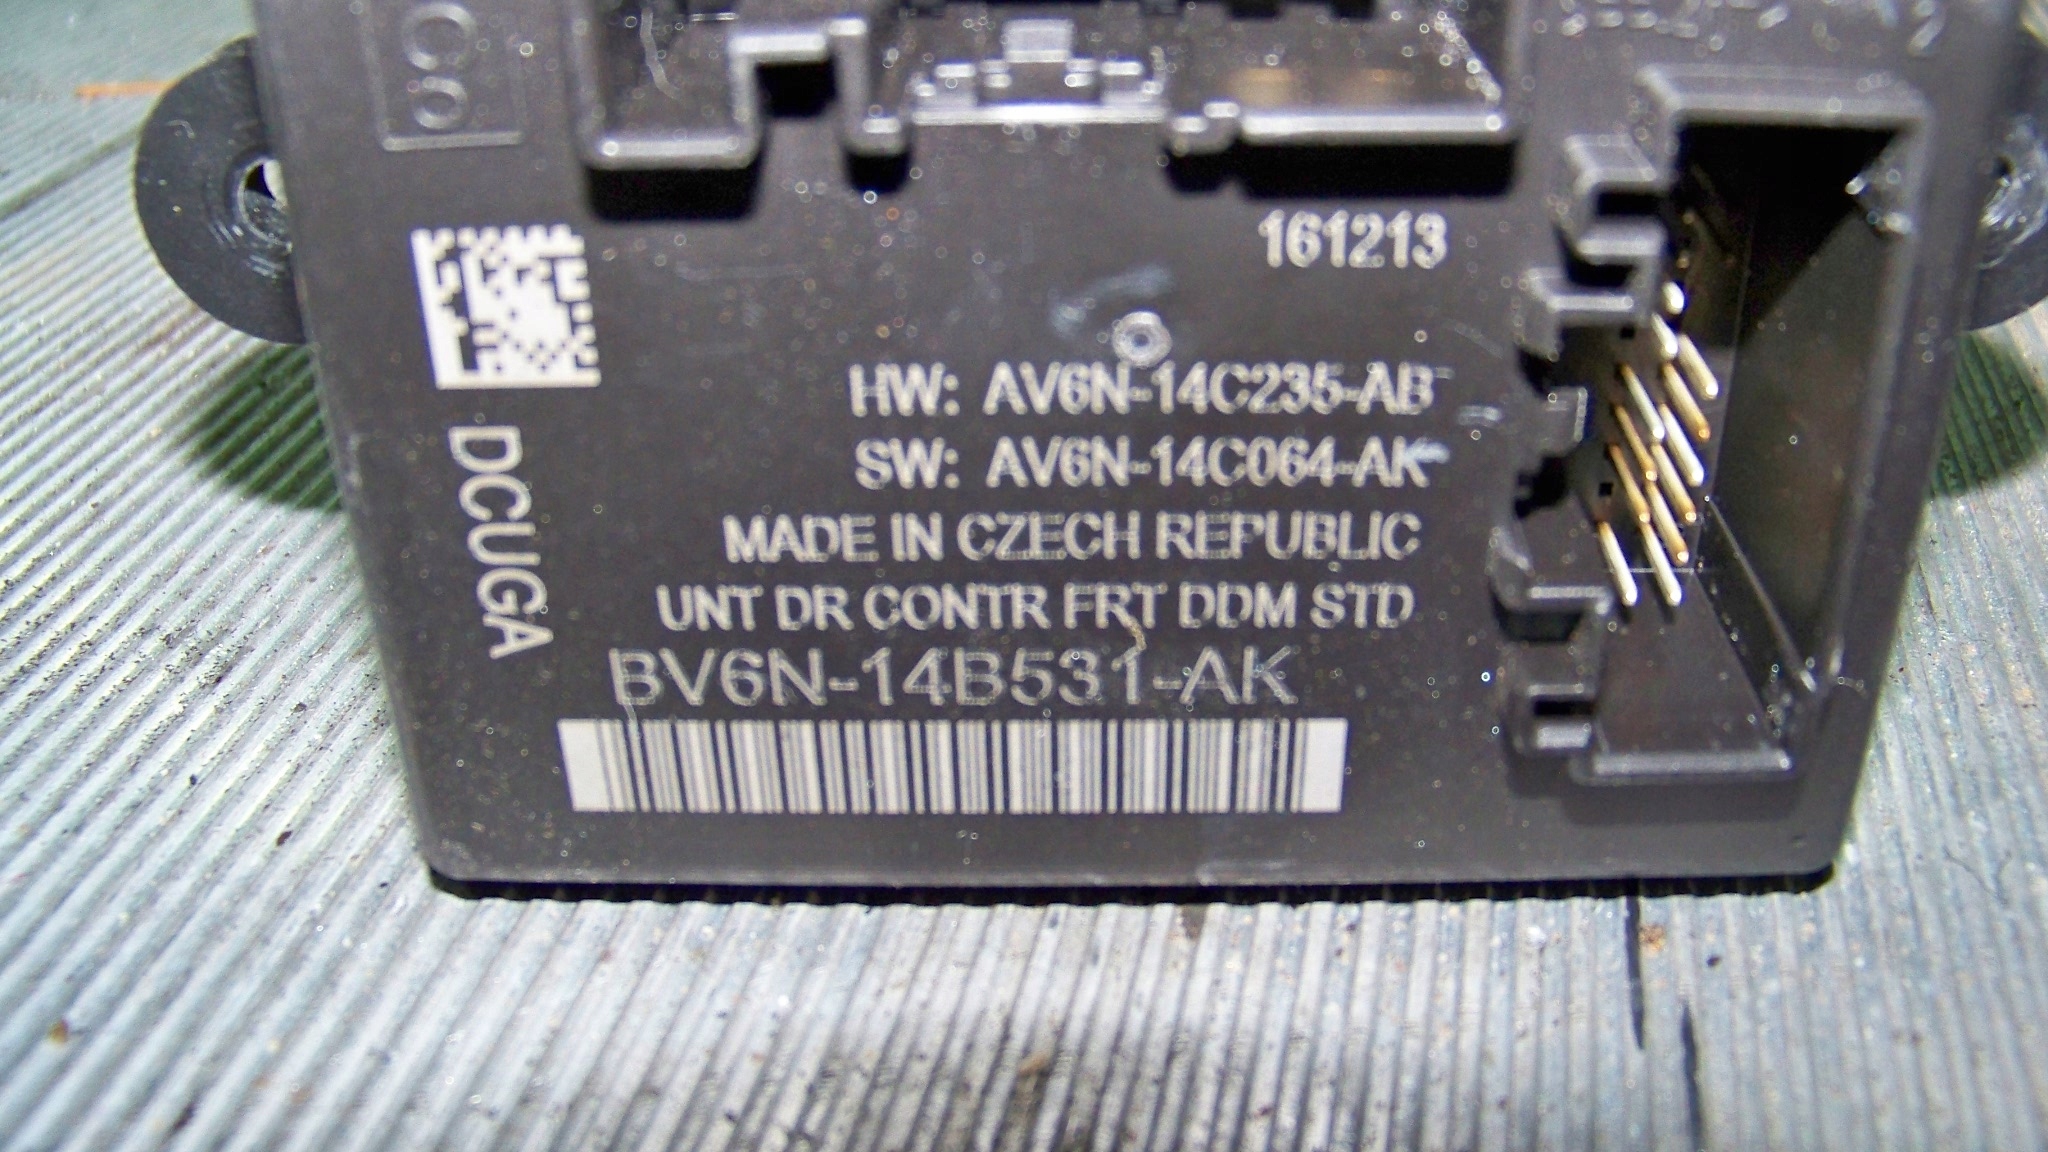 161213
HW: AV6N-14C235-AB
SW: AV6N-14C064-AK
MADE IN CZECH REPUBLIC
UNT DR CONTR FRT DDM STD
BV6N-14B531-AK
DCUGA